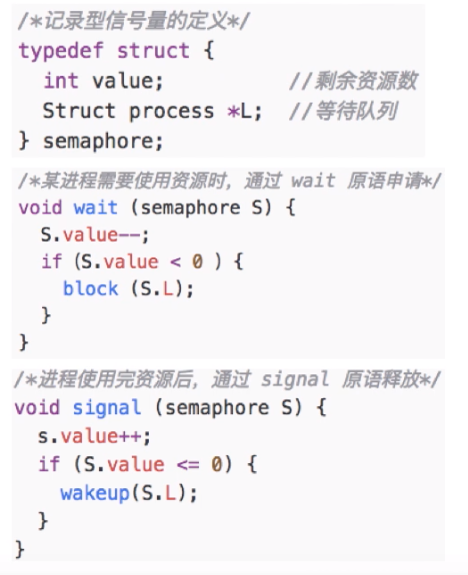 /*记录型信号量的定义*/
typedef struct {
int value; //剩余资源数
Struct process *L; //等待队列
} semaphore;
/*某进程需要使用资源时，通过 wait 原语申请*/
void wait (semaphore S) {
S.value--;
if (S.value < 0 ) {
block (S.L);
}
}
/*进程使用完资源后，通过 signal 原语释放*/
void signal (semaphore S) {
s.value++;
if (S.value <= 0) {
wakeup(S.L);
}
}